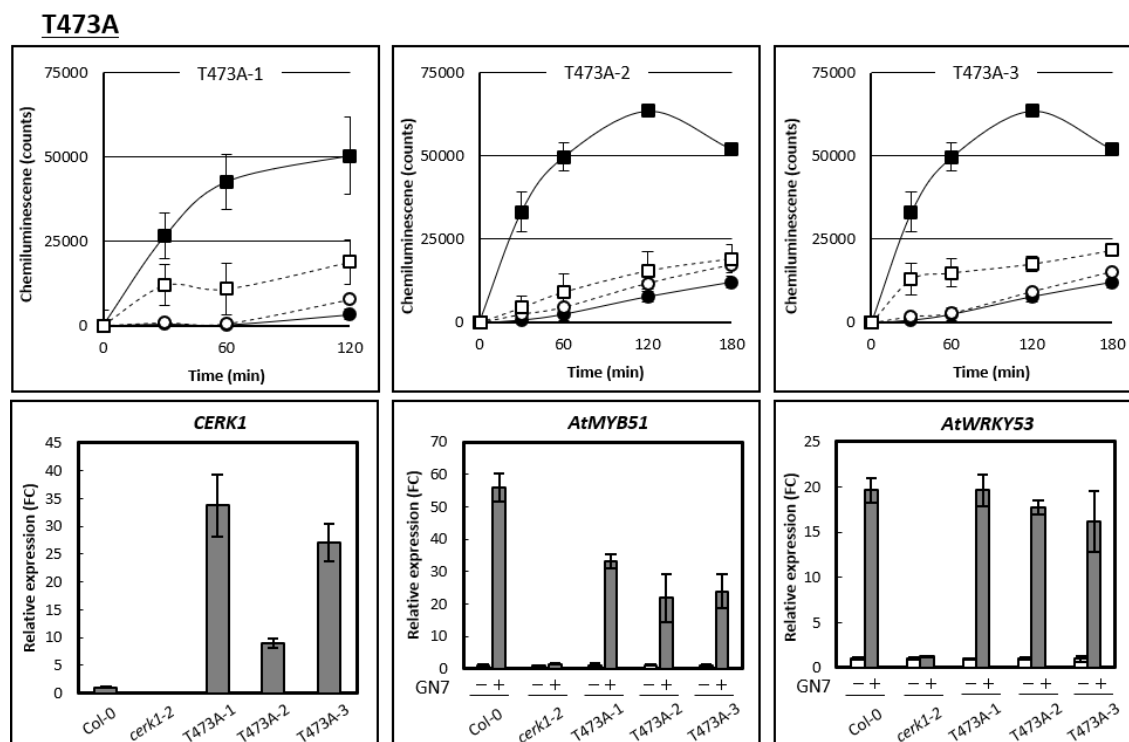 T473A
T473A-1
75000
50000
25000
0
Chemiluminescene (counts)
0 60 120
Time (min)
T473A-2
75000
50000
25000
0
Chemiluminescene (counts)
0 60 120 180
Time (min)
T473A-3
75000
50000
25000
0
Chemiluminescene (counts)
0 60 120 180
Time (min)
CERK1
45
40
35
30
25
20
15
10
5
0
Relative expression (FC)
Col-0 cerk1-2 T473A-1 T473A-2 T473A-3
AtMYB51
70
60
50
40
30
20
10
0
Relative expression (FC)
GN7 − + − + − + − + − +
Col-0 cerk1-2 T473A-1 T473A-2 T473A-3
AtWRKY53
25
20
15
10
5
0
Relative expression (FC)
GN7 − + − + − + − + − +
Col-0 cerk1-2 T473A-1 T473A-2 T473A-3